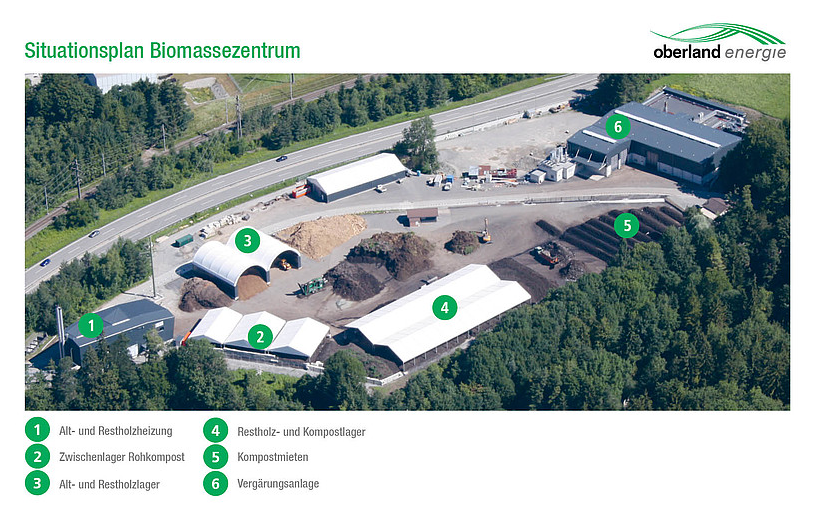 Situationsplan Biomassezentrum
oberland energie
1
2
3
4
5
6
1 Alt- und Restholzheizung
2 Zwischenlager Rohkompost
3 Alt- und Restholzlager
4 Restholz- und Kompostlager
5 Kompostmieten
6 Vergärungsanlage